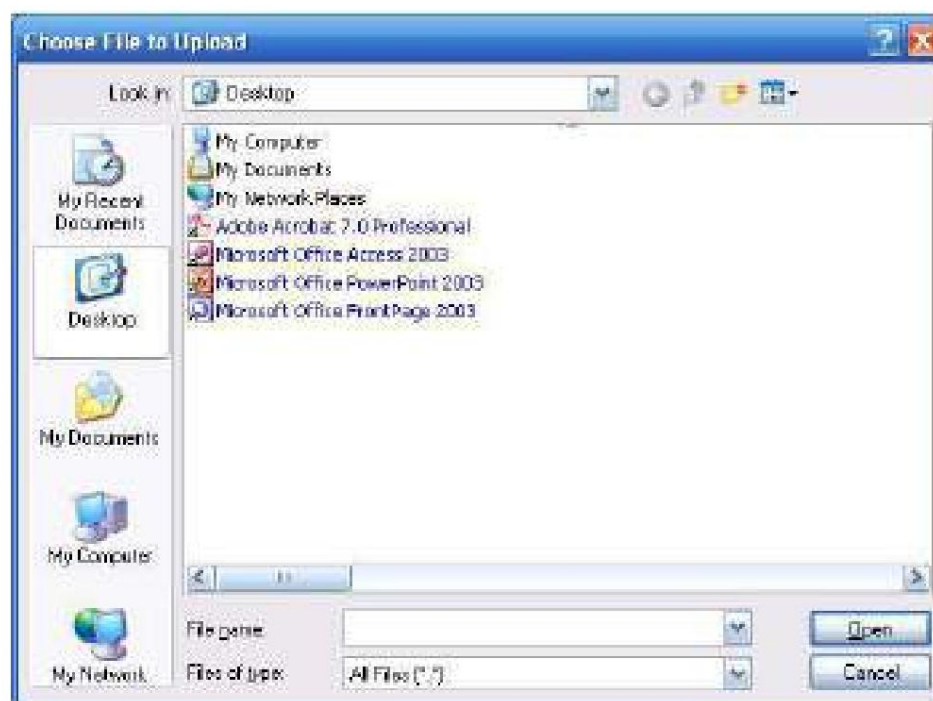 Choose File to Upload
Look in:
Desktop
My Recent
Documents
Desktop
My Documents
My Computer
My Network
My Computer
My Documents
My Network Places
Adobe Acrobat 7.0 Professional
Microsoft Office Access 2003
Microsoft Office PowerPoint 2003
Microsoft Office FrontPage 2003
File name:
Open
Files of type:
All Files (*.*)
Cancel